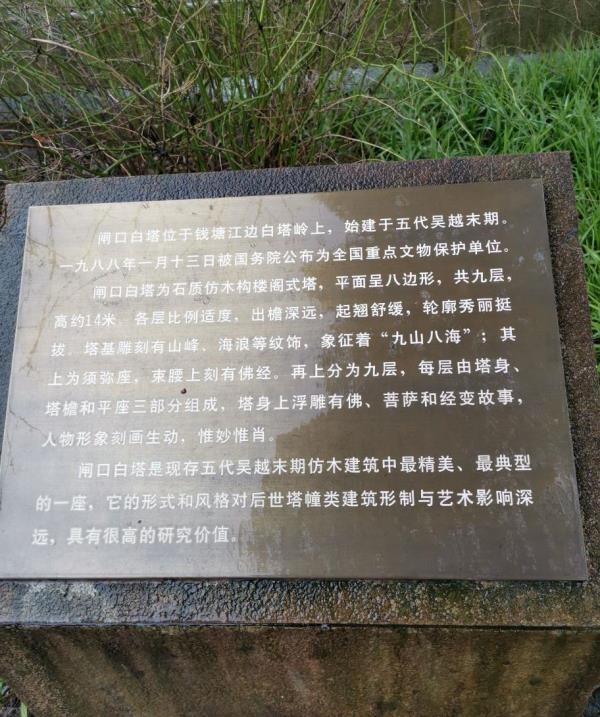 闸口白塔位于钱塘江边白塔岭上，始建于五代吴越末期。
一九八八年一月十三日被国务院公布为全国重点文物保护单位。
闸口白塔为石质仿木构楼阁式塔，平面呈八边形，共九层，
高约14米。各层比例适度，出檐深远，起翘舒缓，轮廓秀丽挺
拔。塔基雕刻有山峰、海浪等纹饰，象征着“九山八海”；其
上为须弥座，束腰上刻有佛经。再上分为九层，每层由塔身、
塔檐和平座三部分组成，塔身上浮雕有佛、菩萨和经变故事，
人物形象刻画生动，惟妙惟肖。
闸口白塔是现存五代吴越末期仿木建筑中最精美、最典型
的一座，它的形式和风格对后世塔幢类建筑形制与艺术影响深
远，具有很高的研究价值。